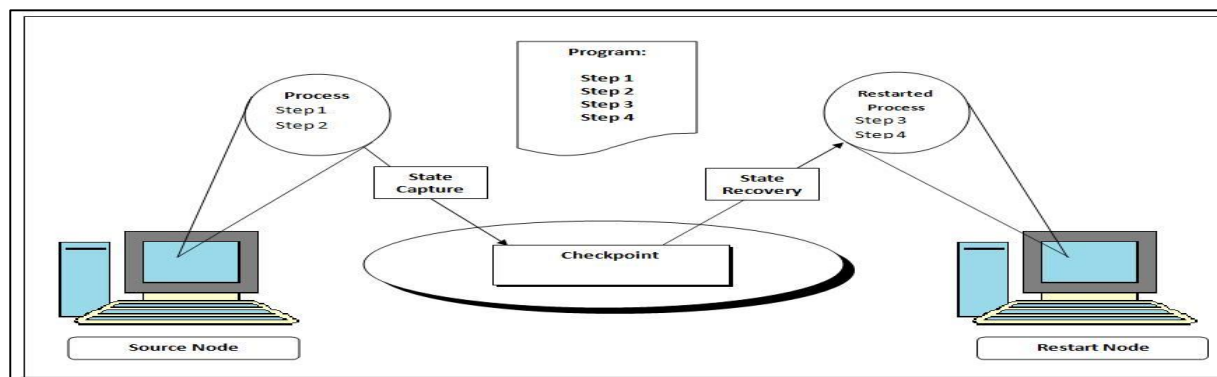 Program:
Step 1
Step 2
Step 3
Step 4
Process
Step 1
Step 2
Restarted
Process
Step 3
Step 4
State
Capture
State
Recovery
Checkpoint
Source Node
Restart Node